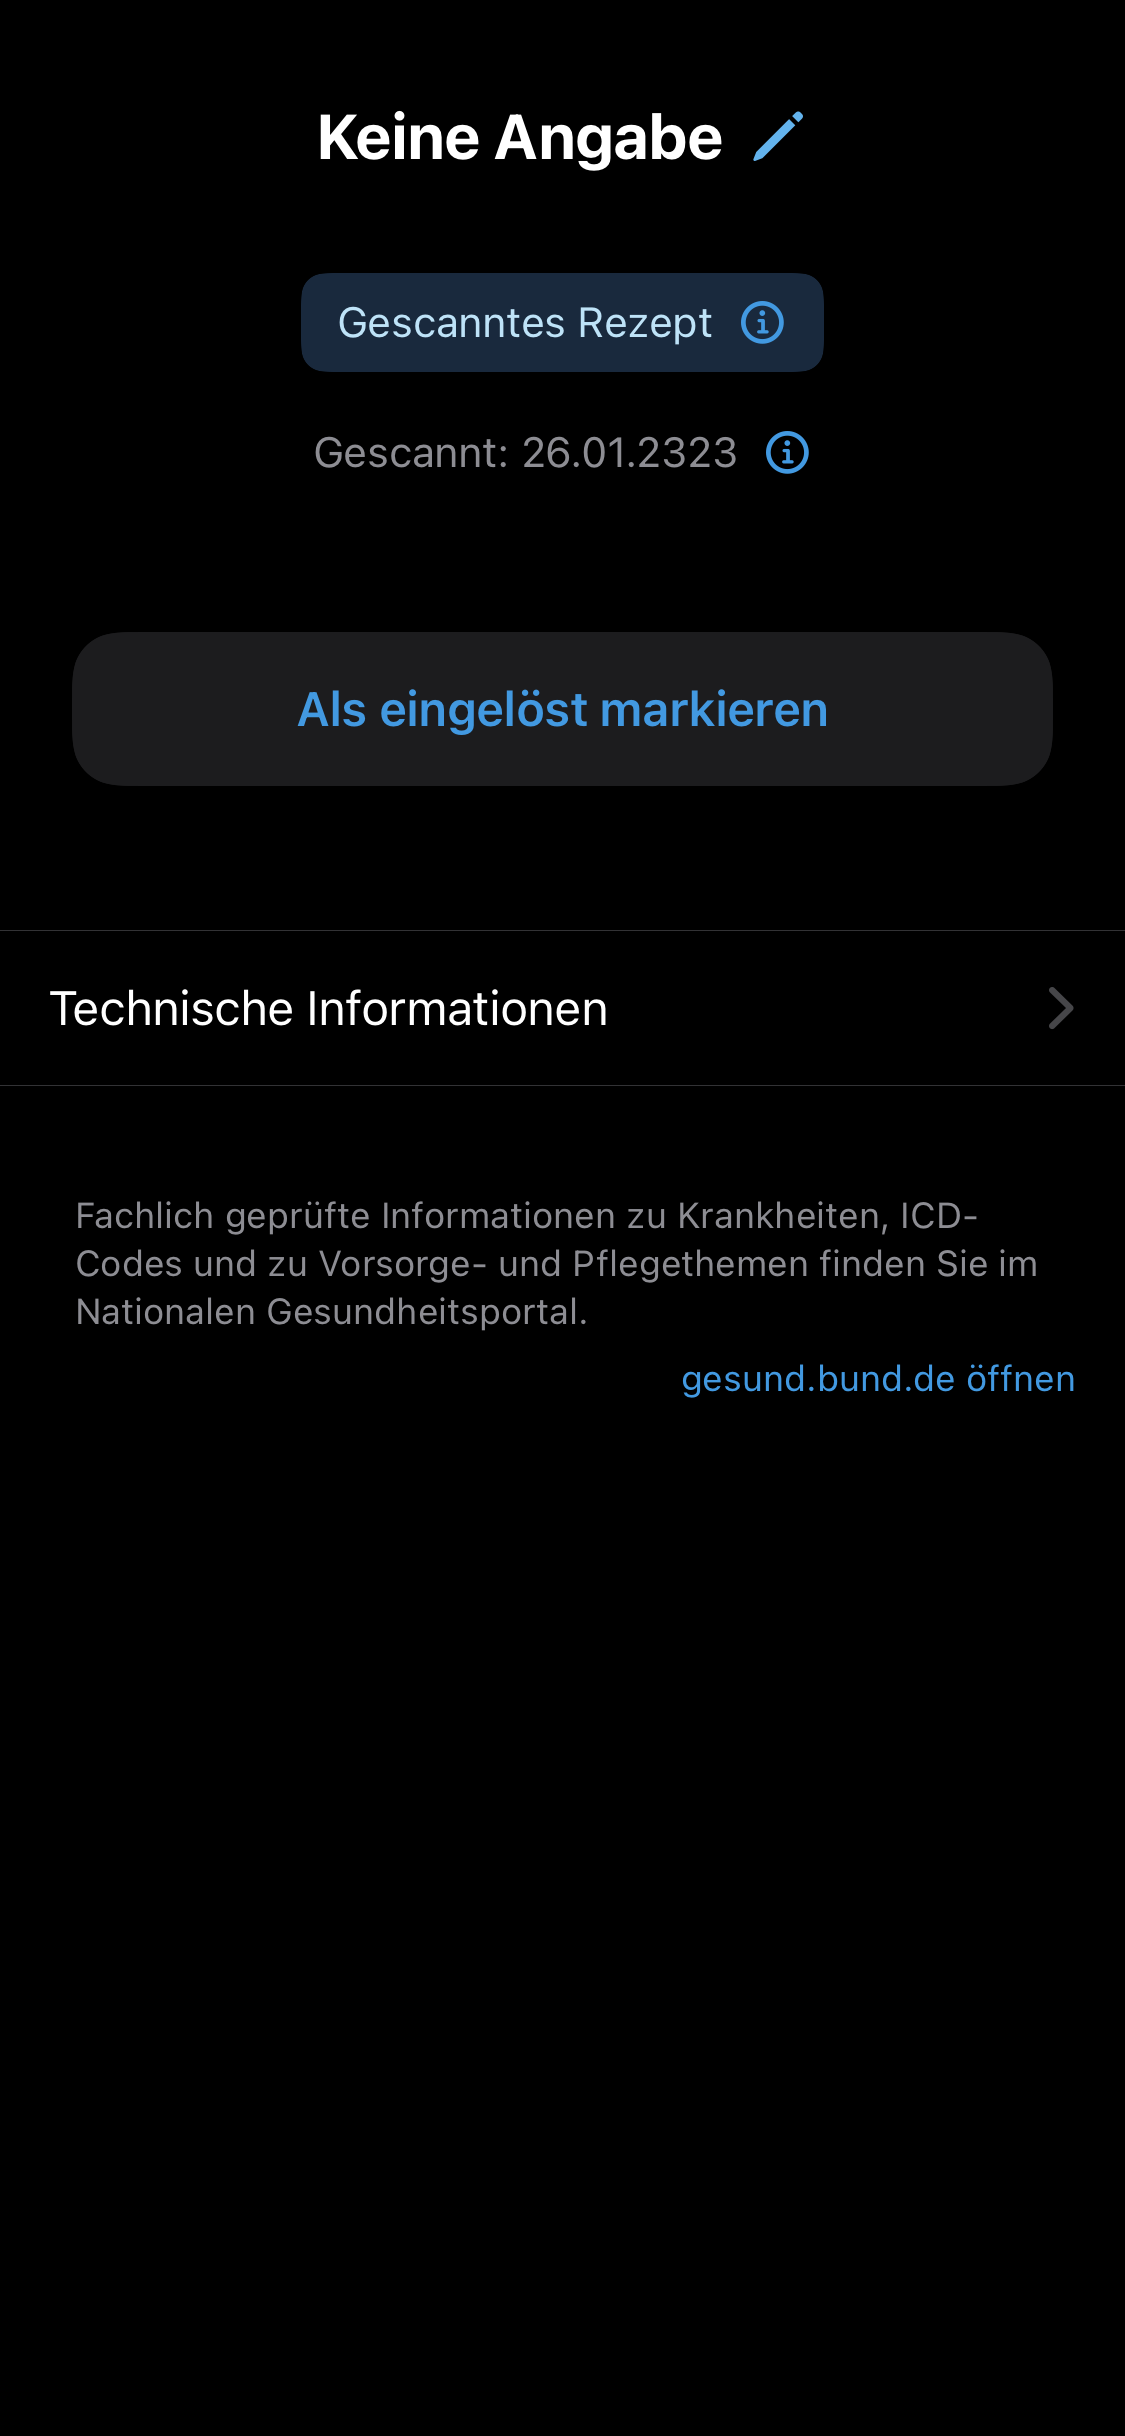 Keine Angabe
Gescanntes Rezept
Gescannt: 26.01.2323
Als eingelöst markieren
Technische Informationen
Fachlich geprüfte Informationen zu Krankheiten, ICD-
Codes und zu Vorsorge- und Pflegethemen finden Sie im
Nationalen Gesundheitsportal.
gesund.bund.de öffnen